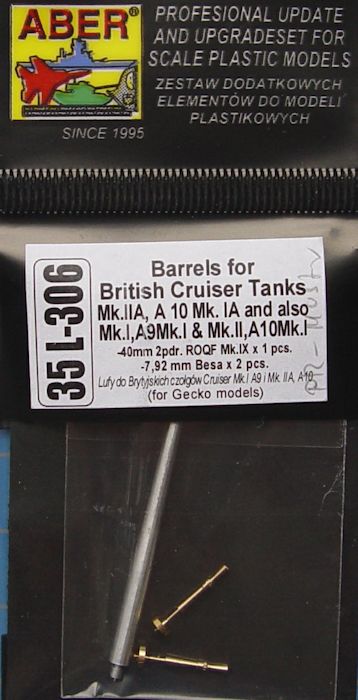 ABER®
SINCE 1995
PROFESIONAL UPDATE
AND UPGRADESET FOR
SCALE PLASTIC MODELS
ZESTAW DODATKOWYCH
ELEMENTÓW DO MODELI
PLASTIKOWYCH
35 L-306
Barrels for
British Cruiser Tanks
Mk.IIA, A 10 Mk. IA and also
Mk.I,A9Mk.I & Mk.II,A10Mk.I
-40mm 2pdr. ROQF Mk.IX x 1 pcs.
-7,92 mm Besa x 2 pcs.
Lufy do Brytyjskich czołgów Cruiser Mk.I A9 i Mk. IIA, A10
(for Gecko models)